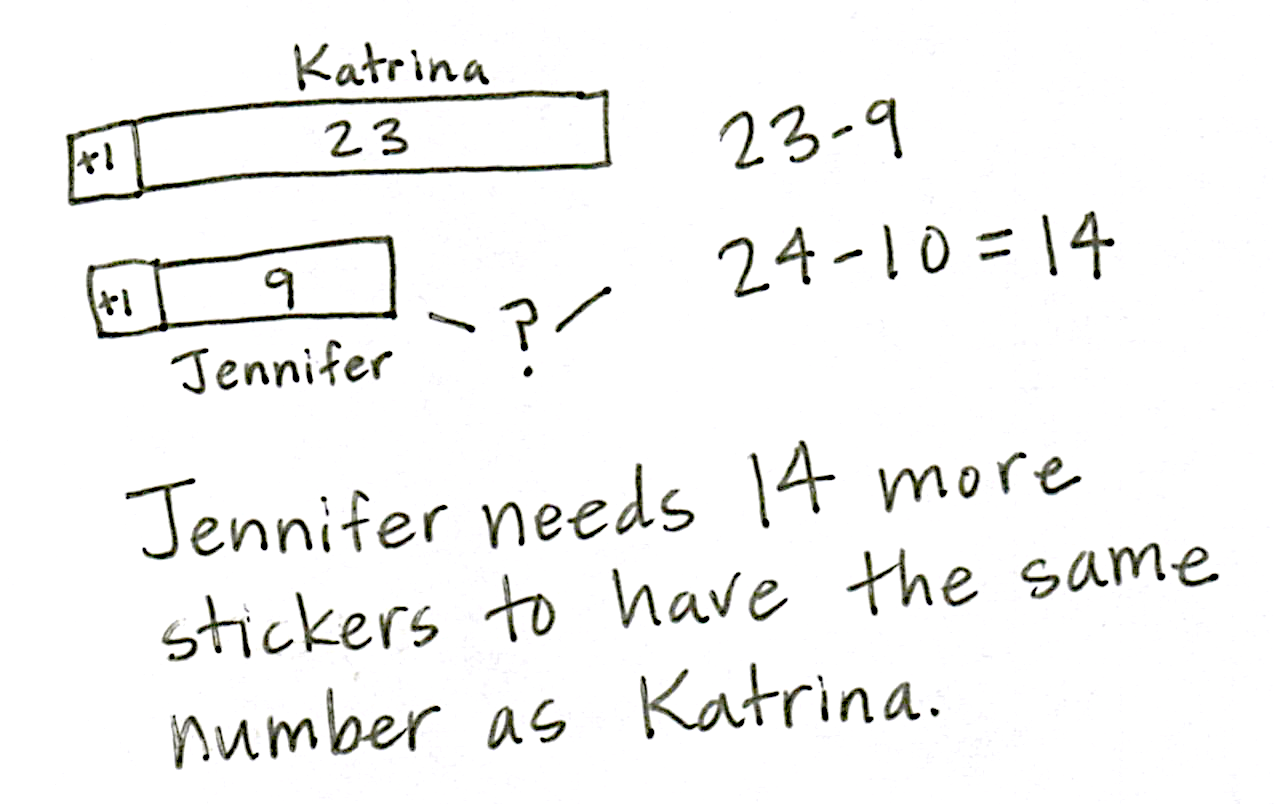 Katrina
+1 23
23-9
+1 9
24-10=14
?
Jennifer
Jennifer needs 14 more
stickers to have the same
number as Katrina.